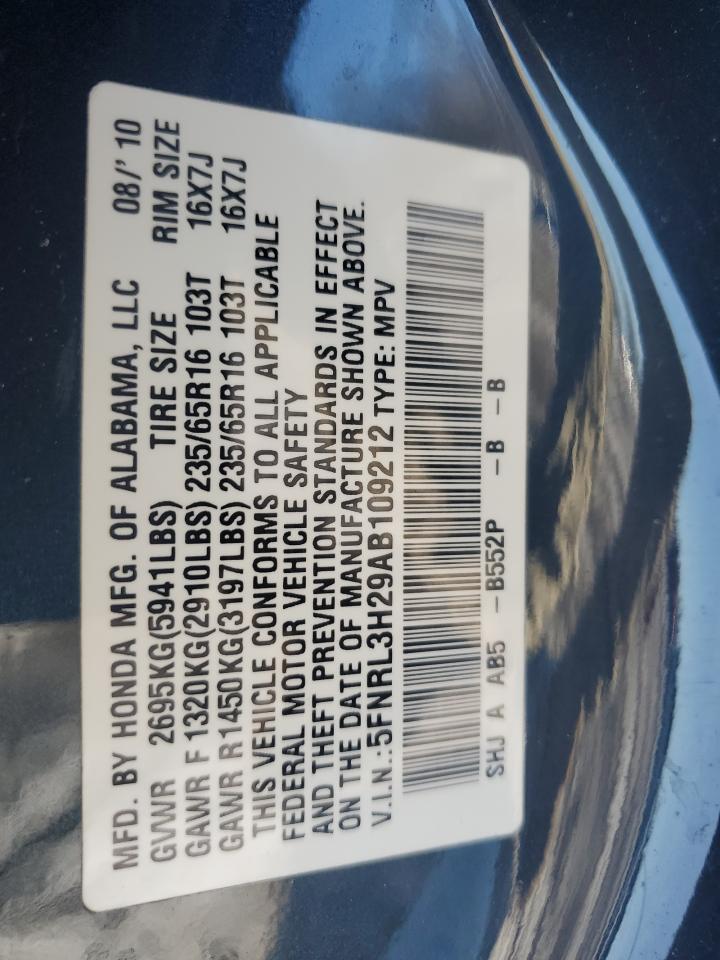 MFD. BY HONDA MFG. OF ALABAMA, LLC 08/' 10
GVWR 2695KG(5941LBS) TIRE SIZE RIM SIZE
GAWR F 1320KG(2910LBS) 235/65R16 103T 16X7J
GAWR R1450KG(3197LBS) 235/65R16 103T 16X7J
THIS VEHICLE CONFORMS TO ALL APPLICABLE
FEDERAL MOTOR VEHICLE SAFETY
AND THEFT PREVENTION STANDARDS IN EFFECT
ON THE DATE OF MANUFACTURE SHOWN ABOVE.
V.I.N.:5FNRL3H29AB109212 TYPE: MPV
SHJ A AB5 -B552P -B -B